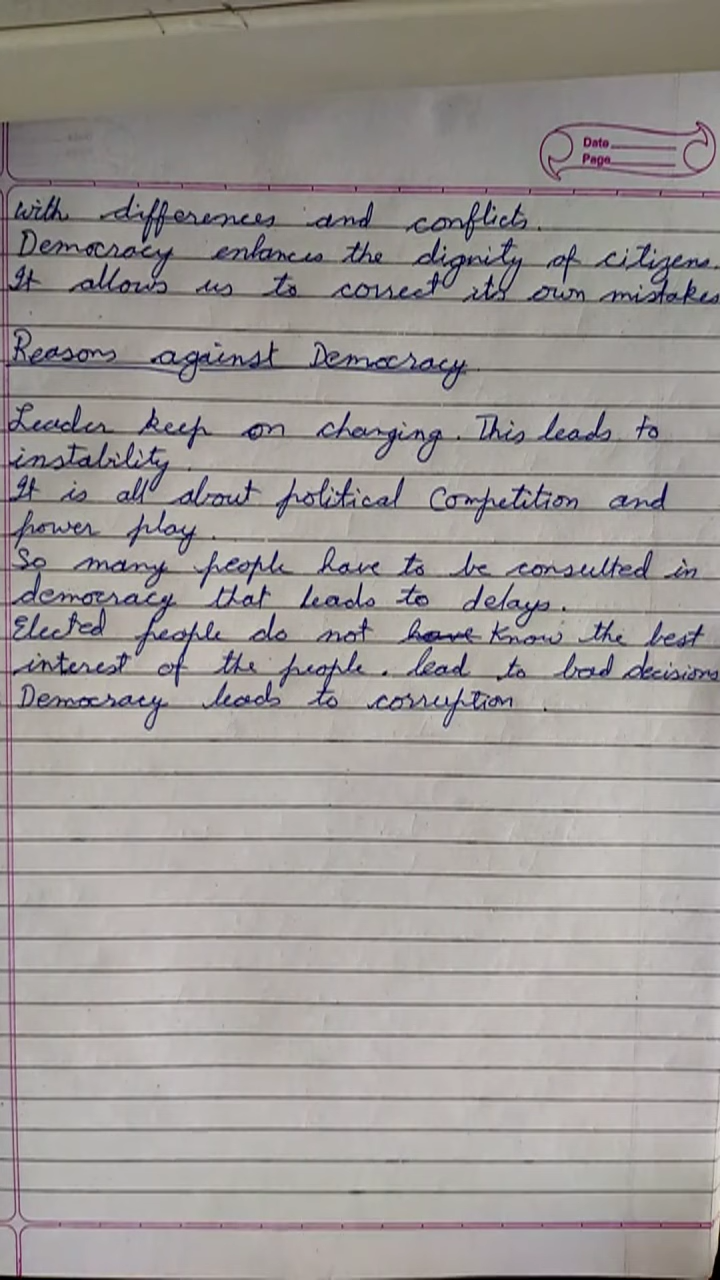 Date
Page
with differences and conflicts.
Democracy enhances the dignity of citizens.
It allows us to correct its own mistakes
Reasons against Democracy
Leader keep on changing. This leads to
instability.
It is all about political Competition and
power play.
So many people have to be consulted in
democracy that leads to delays.
Elected people do not have Know the best
interest of the people. lead to bad decisions
Democracy leads to corruption.